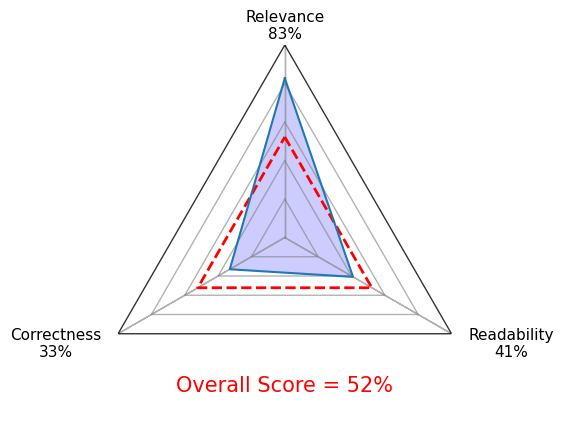 Relevance
83%
Correctness
33%
Readability
41%
Overall Score = 52%